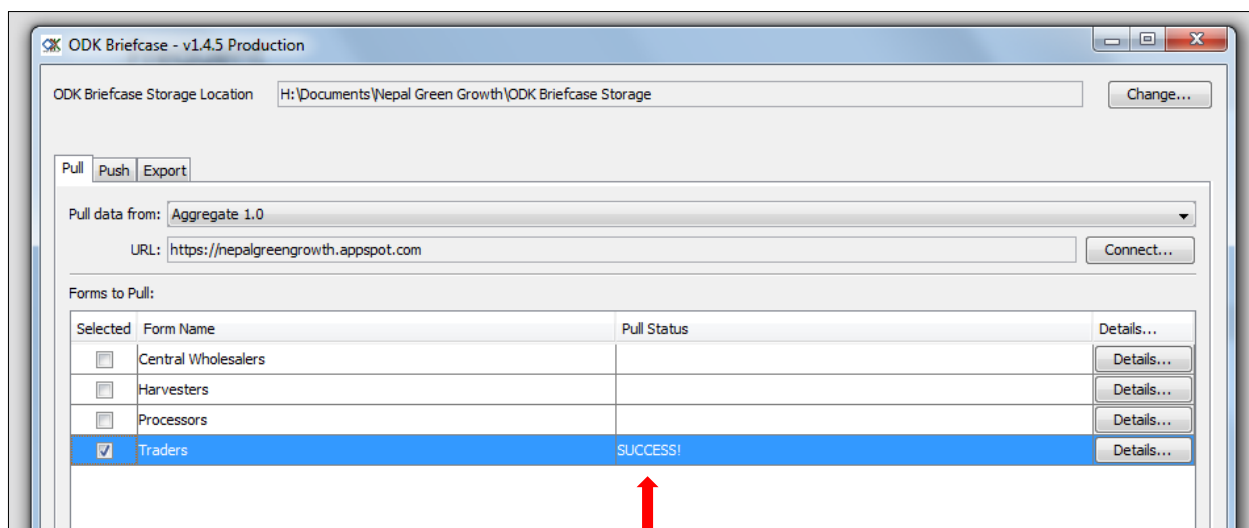 ODK Briefcase - v1.4.5 Production
ODK Briefcase Storage Location H:\Documents\Nepal Green Growth\ODK Briefcase Storage Change...
Pull Push Export
Pull data from: Aggregate 1.0
URL: https://nepalgreengrowth.appspot.com Connect...
Forms to Pull:
Selected Form Name Pull Status Details...
Central Wholesalers Details...
Harvesters Details...
Processors Details...
Traders SUCCESS! Details...